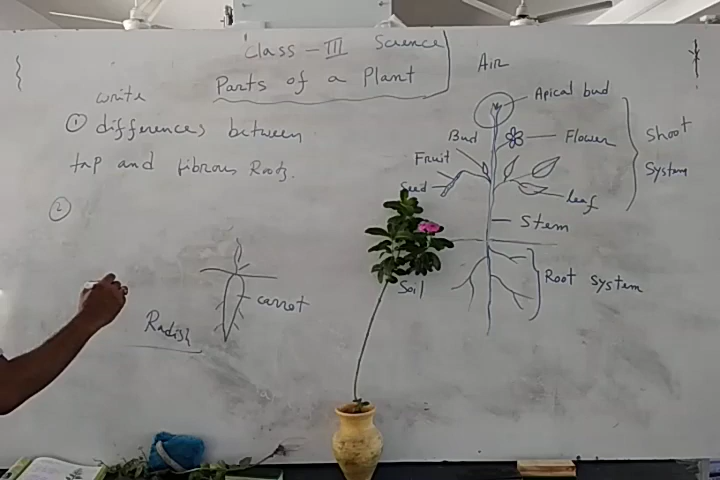 Class - III Science
Parts of a Plant
write
① differences between
tap and fibrous Roots.
②
Radish
carrot
Air
Apical bud
Bud
Flower
Fruit
Seed
leaf
Stem
Shoot
System
Soil
Root system